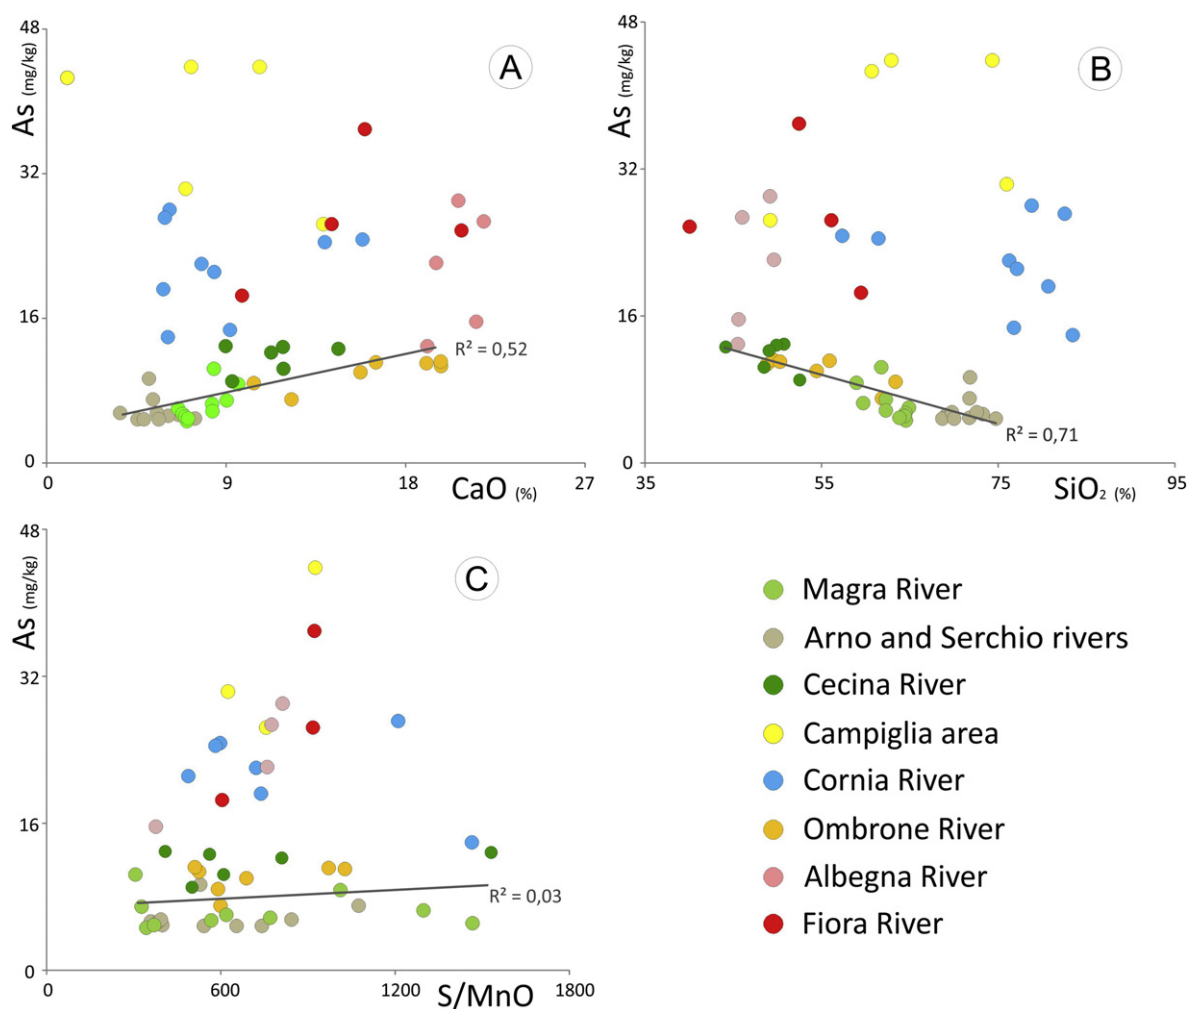 48
As (mg/kg)
A
32
16
R² = 0,52
0
0
9
18
27
CaO (%)
48
As (mg/kg)
B
32
16
R² = 0,71
0
35
55
75
95
SiO₂ (%)
48
As (mg/kg)
C
32
16
R² = 0,03
0
0
600
1200
1800
S/MnO
Magra River
Arno and Serchio rivers
Cecina River
Campiglia area
Cornia River
Ombrone River
Albegna River
Fiora River